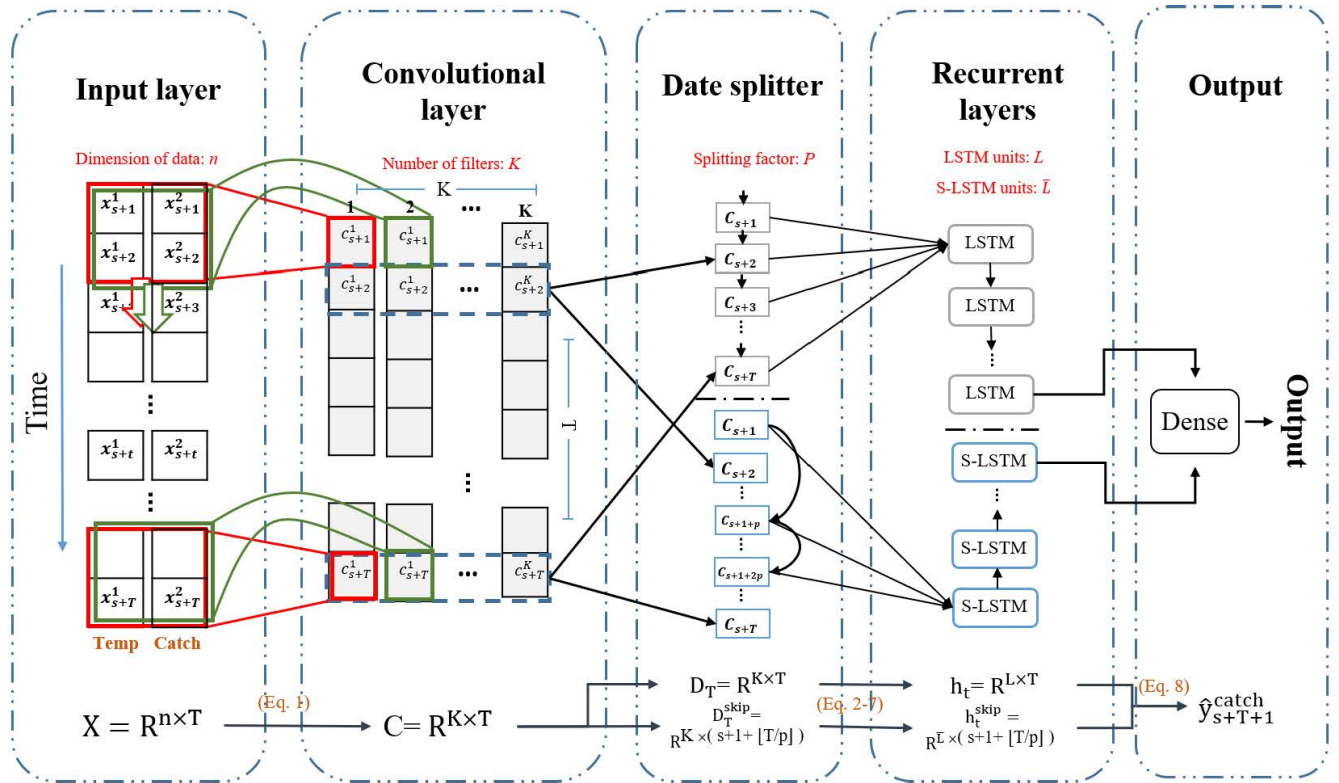 Input layer
Dimension of data: n
x¹ₛ₊₁ x²ₛ₊₁
x¹ₛ₊₂ x²ₛ₊₂
x²ₛ₊₃
⋮
x¹ₛ₊ₜ x²ₛ₊ₜ
⋮
x¹ₛ₊T x²ₛ₊T
Temp Catch
Time
Convolutional
layer
Number of filters: K
K
1 2 ... K
C¹ₛ₊₁ C¹ₛ₊₁ Cᴷₛ₊₁
C¹ₛ₊₂ C¹ₛ₊₂ ... Cᴷₛ₊₂
T
⋮
C¹ₛ₊T C¹ₛ₊T ... Cᴷₛ₊T
Date splitter
Splitting factor: P
Cₛ₊₁
Cₛ₊₂
Cₛ₊₃
⋮
Cₛ₊T
Cₛ₊₁
Cₛ₊₂
⋮
Cₛ₊₁₊ₚ
⋮
Cₛ₊₁₊₂ₚ
⋮
Cₛ₊T
Recurrent
layers
LSTM units: L
S-LSTM units: L̄
LSTM
LSTM
⋮
LSTM
S-LSTM
⋮
S-LSTM
S-LSTM
Output
Dense
Output
X = R^{n×T}
(Eq. 1)
C= R^{K×T}
D_T= R^{K×T}
D_T^{skip}=
R^{K ×( s+1+ ⌊T/p⌋ )}
(Eq. 2-7)
h_t= R^{L×T}
h_t^{skip}=
R^{L̄ ×( s+1+ ⌊T/p⌋ )}
(Eq. 8)
ŷ^{catch}_{s+T+1}